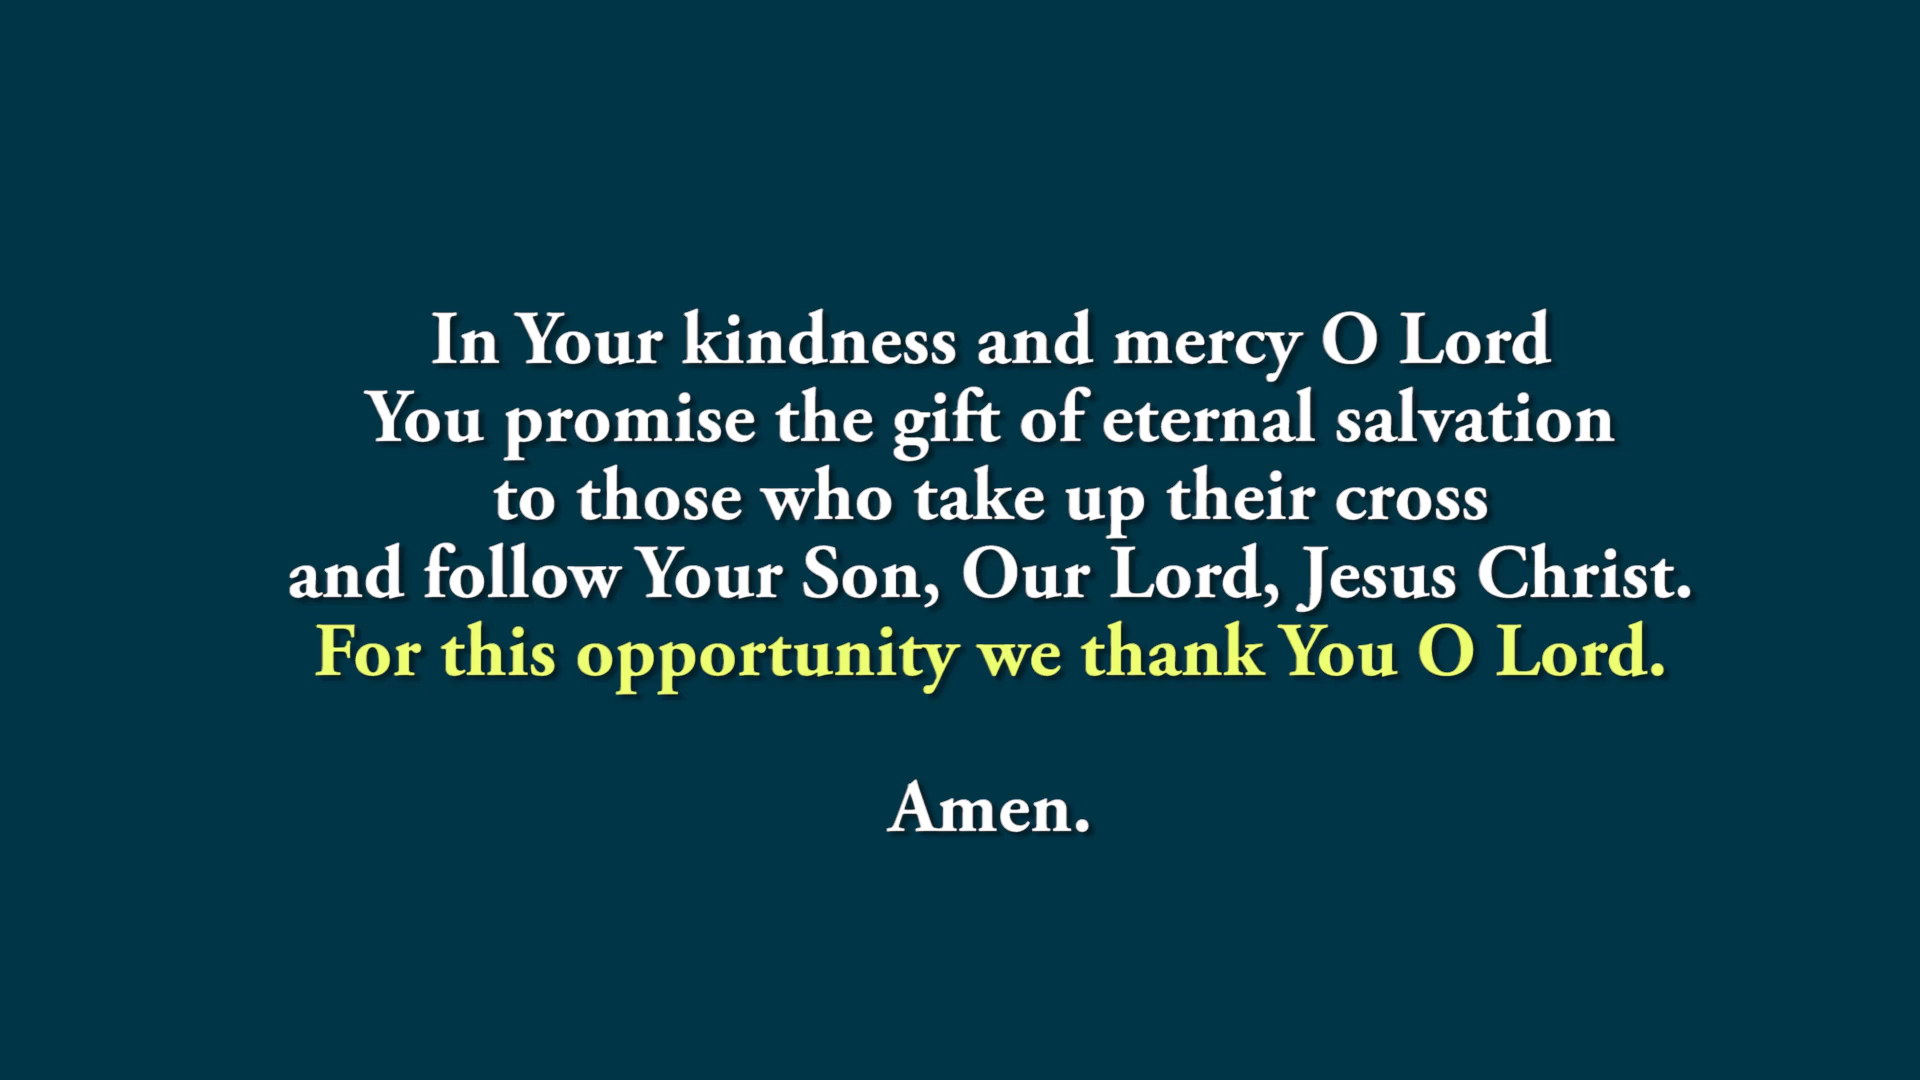 In Your kindness and mercy O Lord
You promise the gift of eternal salvation
to those who take up their cross
and follow Your Son, Our Lord, Jesus Christ.
For this opportunity we thank You O Lord.
Amen.